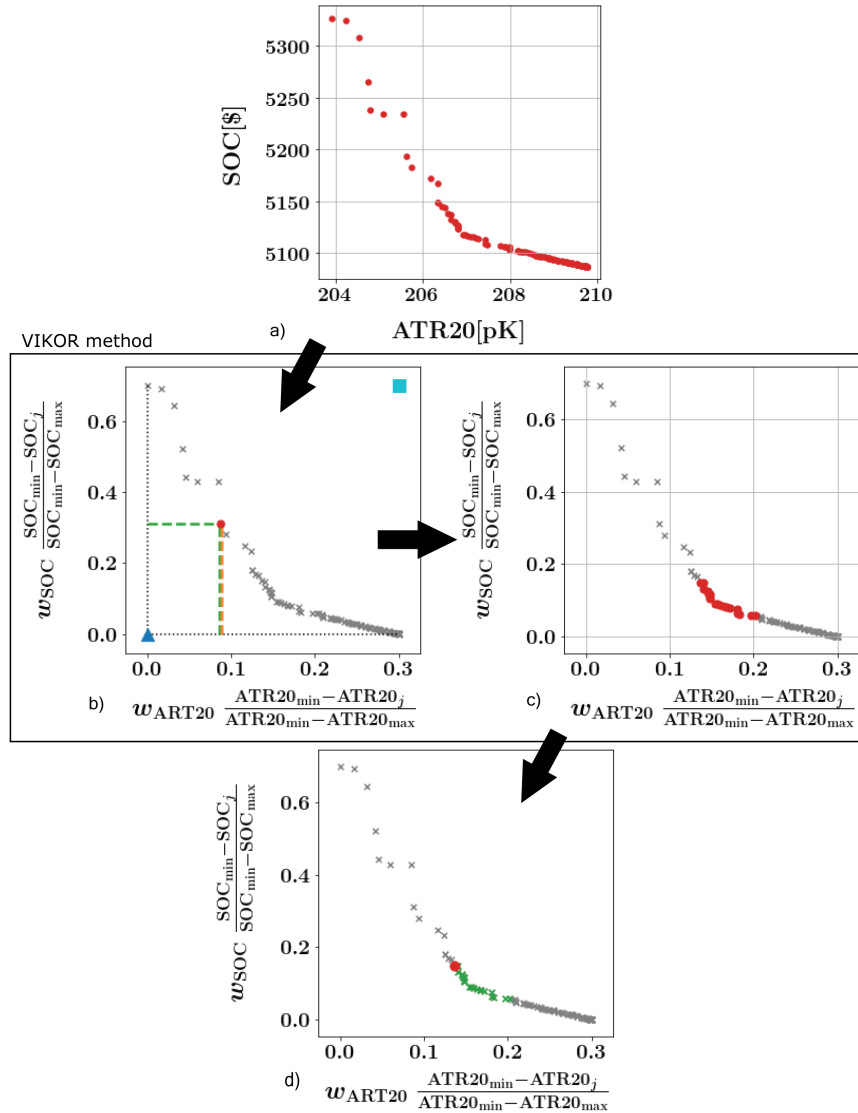 5300
5250
5200
5150
5100
SOC[$]
204 206 208 210
a)
ATR20[pK]
VIKOR method
0.6
0.4
0.2
0.0
w_SOC (SOC_min−SOC_j)/(SOC_min−SOC_max)
0.0 0.1 0.2 0.3
b)
w_ART20 (ATR20_min−ATR20_j)/(ATR20_min−ATR20_max)
0.6
0.4
0.2
0.0
w_SOC (SOC_min−SOC_j)/(SOC_min−SOC_max)
0.0 0.1 0.2 0.3
c)
w_ART20 (ATR20_min−ATR20_j)/(ATR20_min−ATR20_max)
0.6
0.4
0.2
0.0
w_SOC (SOC_min−SOC_j)/(SOC_min−SOC_max)
0.0 0.1 0.2 0.3
d)
w_ART20 (ATR20_min−ATR20_j)/(ATR20_min−ATR20_max)